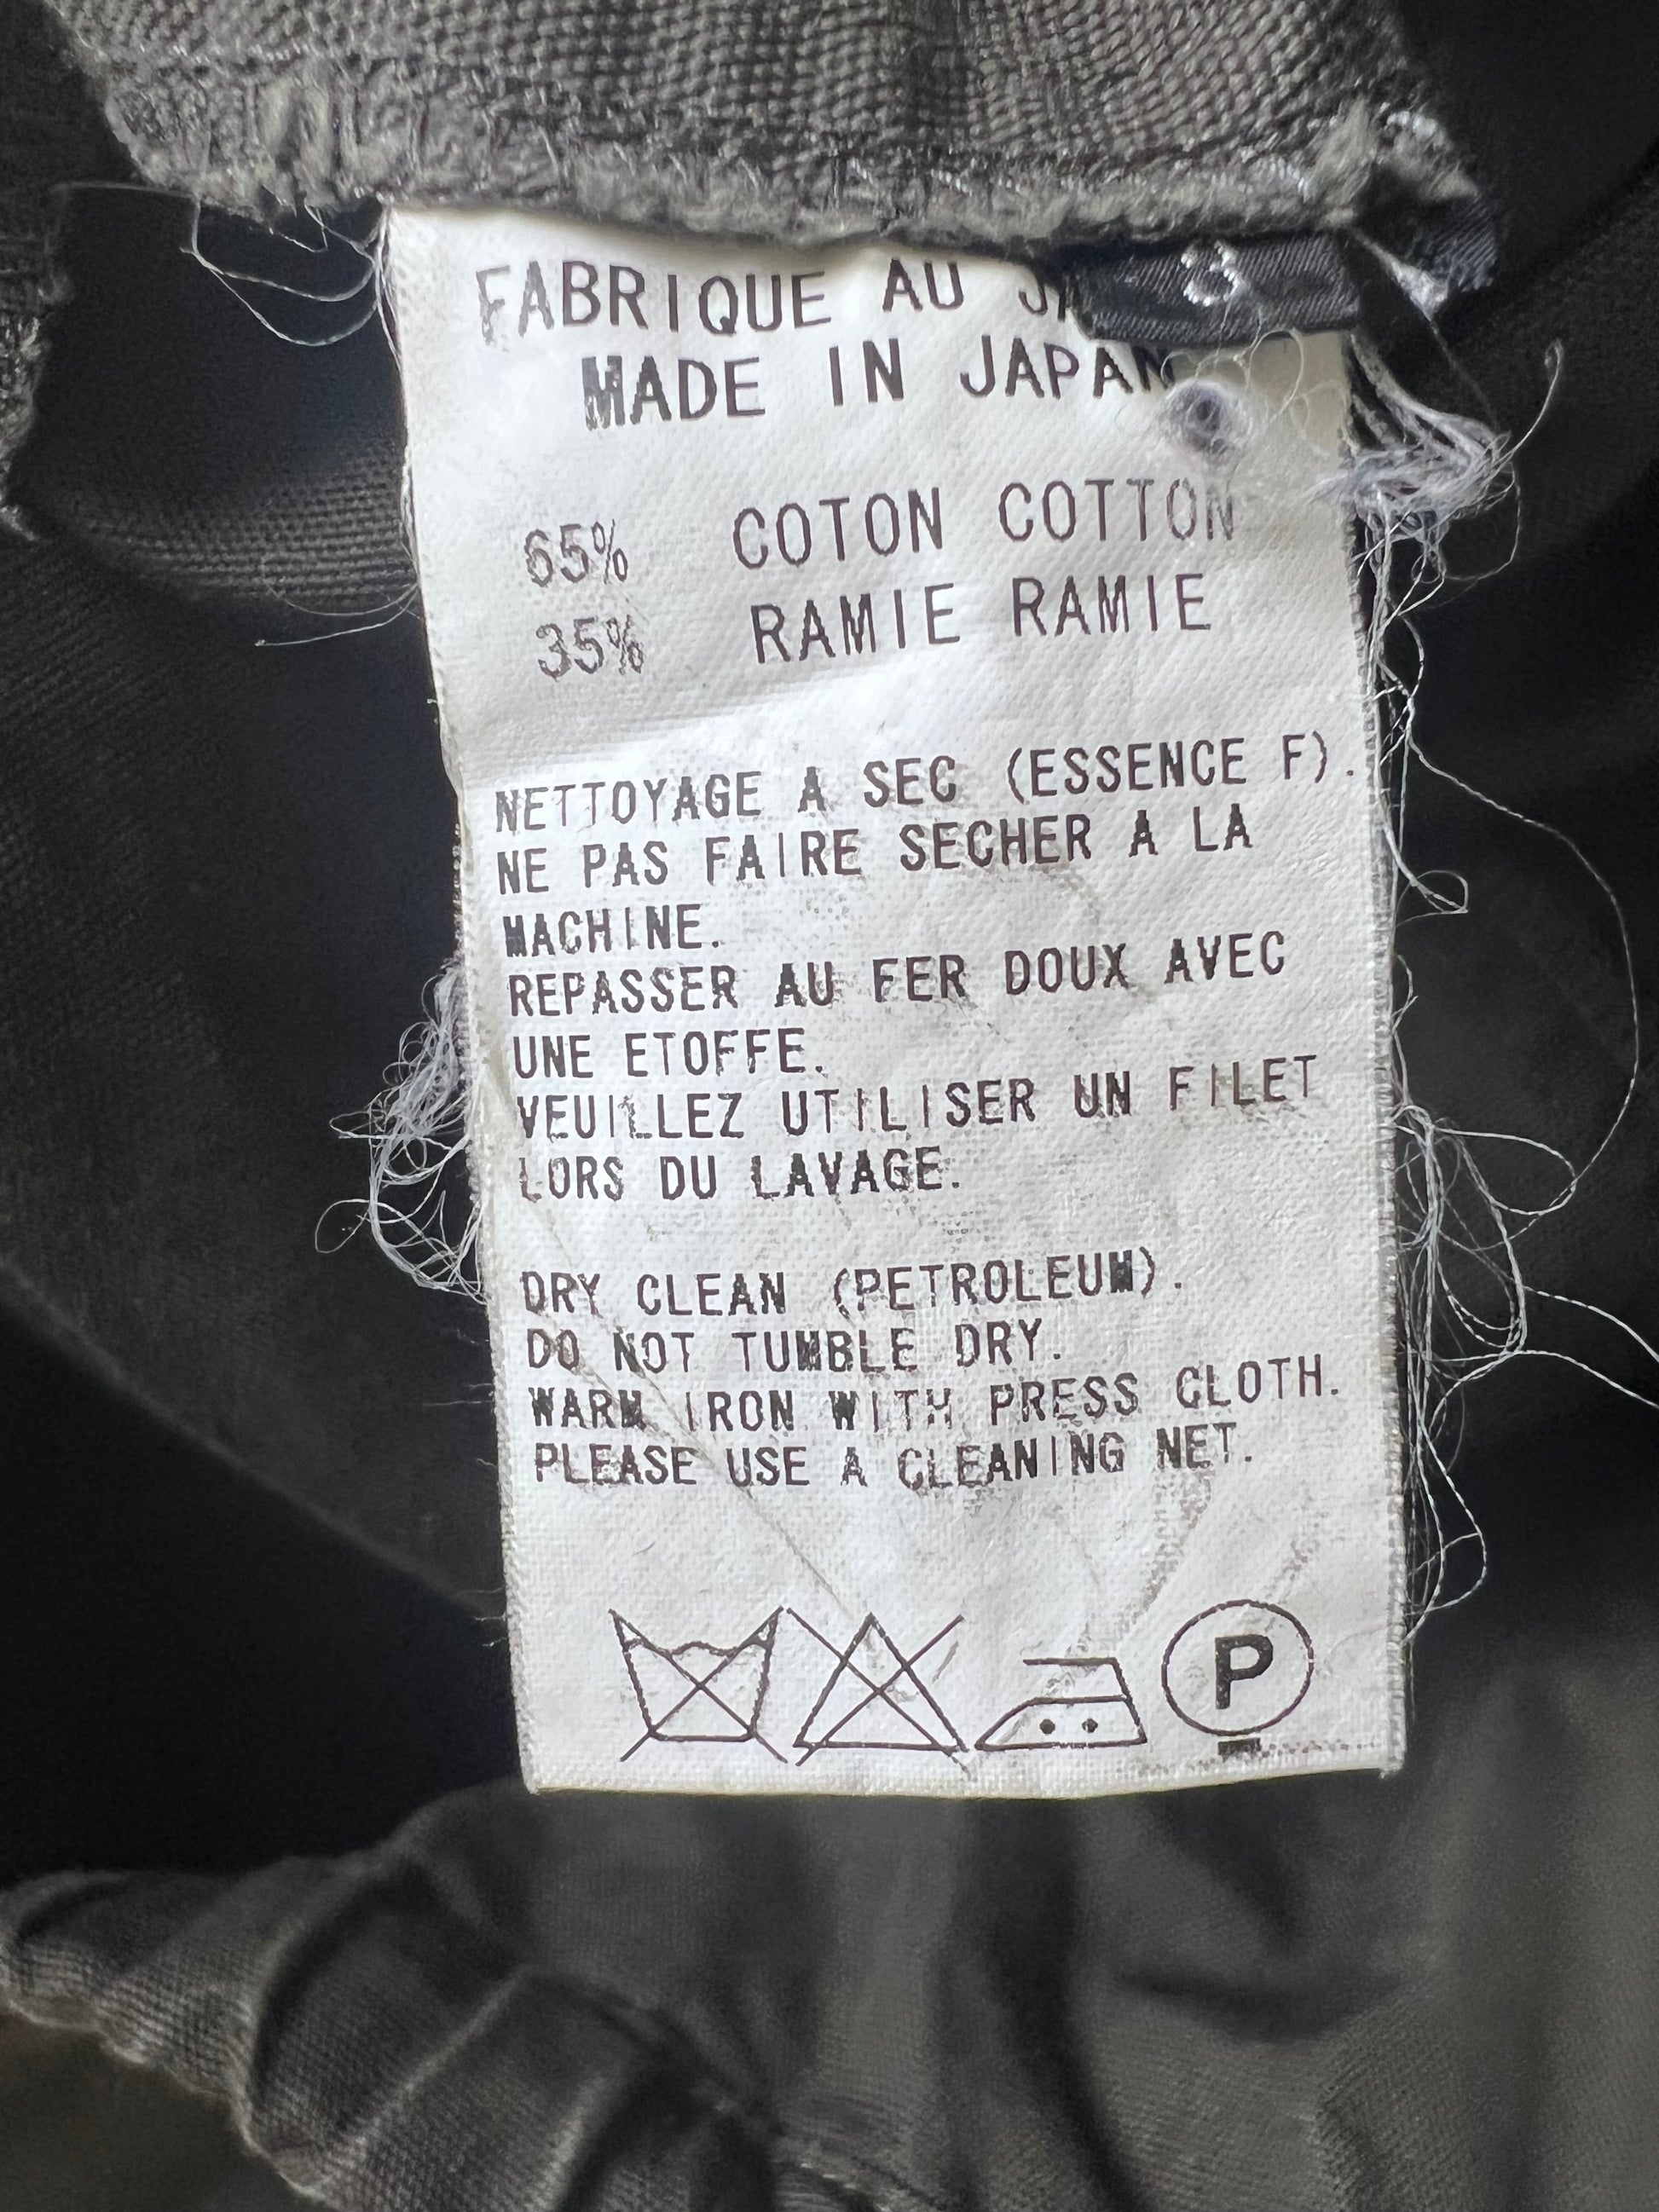 3
FABRIQUE AU
MADE IN JAPAN
65% COTON COTTON
35% RAMIE RAMIE
NETTOYAGE A SEC (ESSENCE F).
NE PAS FAIRE SECHER A LA
MACHINE.
REPASSER AU FER DOUX AVEC
UNE ETOFFE.
VEUILLEZ UTILISER UN FILET
LORS DU LAVAGE.
DRY CLEAN (PETROLEUM).
DO NOT TUMBLE DRY.
WARM IRON WITH PRESS CLOTH.
PLEASE USE A CLEANING NET.
P